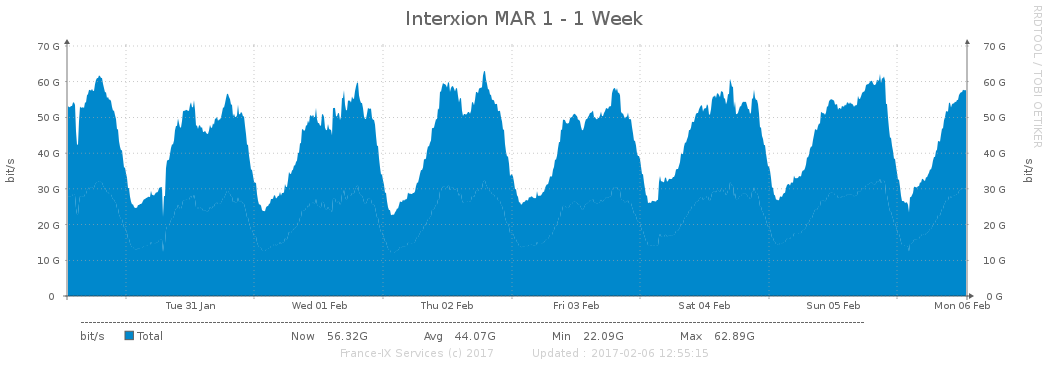 Interxion MAR 1 - 1 Week
RRDTOOL / TOBI OETIKER
70 G 70 G
60 G 60 G
50 G 50 G
40 G 40 G
30 G 30 G
20 G 20 G
10 G 10 G
0 0 G
bit/s bit/s
Tue 31 Jan Wed 01 Feb Thu 02 Feb Fri 03 Feb Sat 04 Feb Sun 05 Feb Mon 06 Feb
bit/s Total Now 56.32G Avg 44.07G Min 22.09G Max 62.89G
France-IX Services (c) 2017 Updated : 2017-02-06 12:55:15